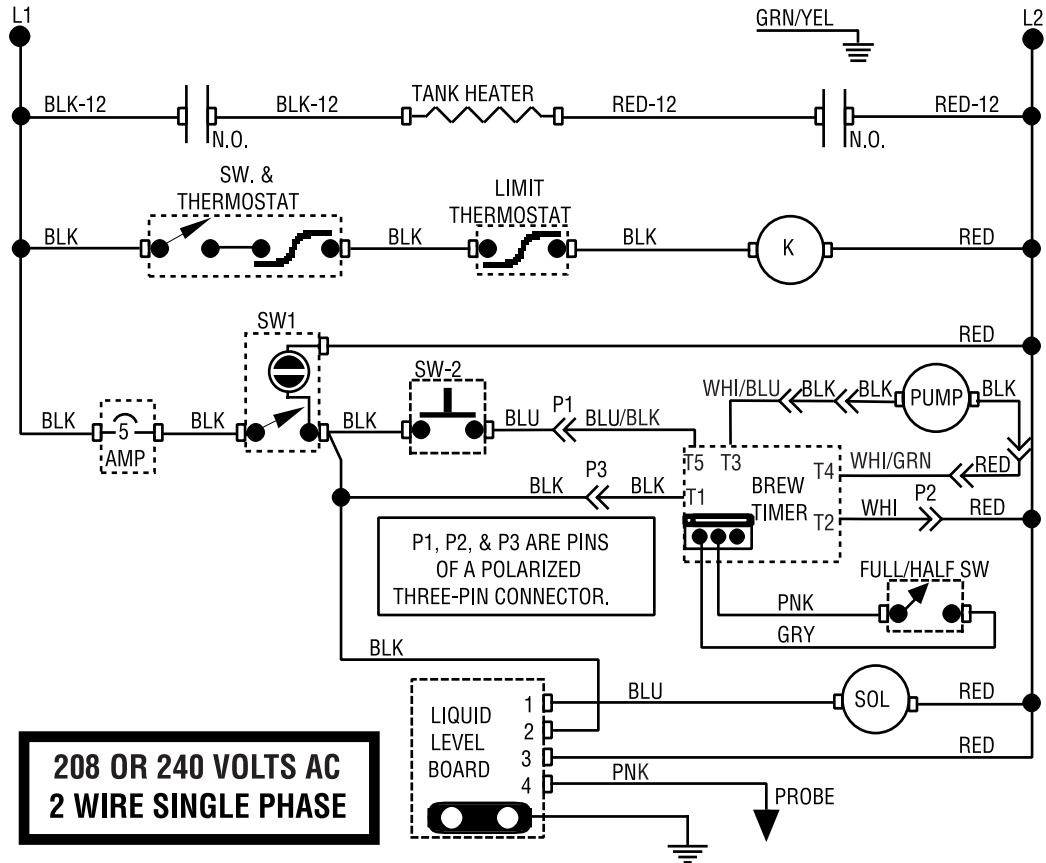 L1
GRN/YEL
L2
BLK-12
BLK-12
TANK HEATER
RED-12
RED-12
N.O.
N.O.
SW. &
THERMOSTAT
LIMIT
THERMOSTAT
BLK
BLK
BLK
K
RED
SW1
RED
SW-2
WHI/BLU
BLK
BLK
PUMP
BLK
BLK
5
AMP
BLK
BLK
BLU
P1
BLU/BLK
T5
T3
T4
WHI/GRN
RED
BLK
P3
BLK
T1
BREW
TIMER
T2
WHI
P2
RED
P1, P2, & P3 ARE PINS
OF A POLARIZED
THREE-PIN CONNECTOR.
FULL/HALF SW
PNK
GRY
BLK
LIQUID
LEVEL
BOARD
1
2
3
4
BLU
SOL
RED
RED
PNK
PROBE
208 OR 240 VOLTS AC
2 WIRE SINGLE PHASE